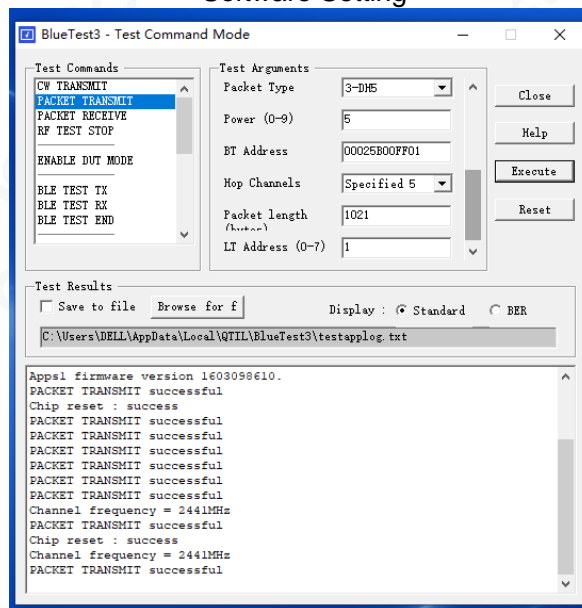 Software Setting
BlueTest3 - Test Command Mode
Test Commands
CW TRANSMIT
PACKET TRANSMIT
PACKET RECEIVE
RF TEST STOP
ENABLE DUT MODE
BLE TEST TX
BLE TEST RX
BLE TEST END
Test Arguments
Packet Type 3-DH5
Power (0-9) 5
BT Address 00025B00FF01
Hop Channels Specified 5
Packet length 1021
(bytes)
LT Address (0-7) 1
Close
Help
Execute
Reset
Test Results
Save to file Browse for f Display : Standard BER
C:\Users\DELL\AppData\Local\QTIL\BlueTest3\testapplog.txt
Apps1 firmware version 1603098610.
PACKET TRANSMIT successful
Chip reset : success
PACKET TRANSMIT successful
PACKET TRANSMIT successful
PACKET TRANSMIT successful
PACKET TRANSMIT successful
PACKET TRANSMIT successful
PACKET TRANSMIT successful
Channel frequency = 2441MHz
PACKET TRANSMIT successful
Chip reset : success
Channel frequency = 2441MHz
PACKET TRANSMIT successful